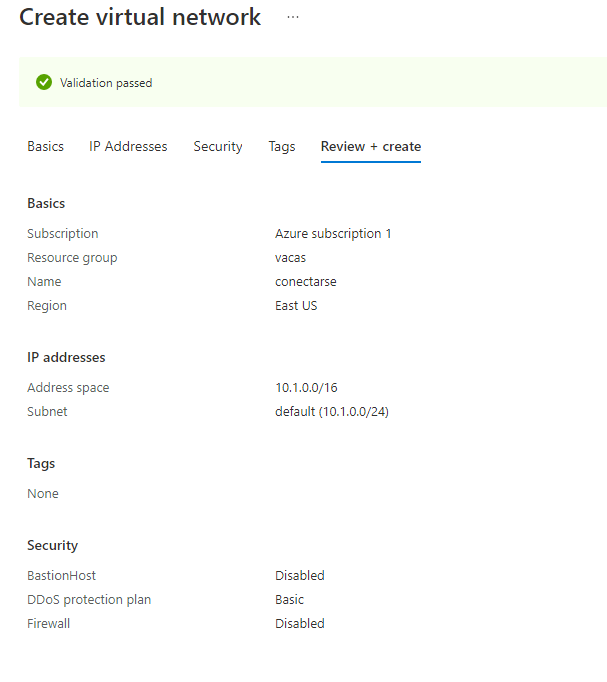 Create virtual network ...
Validation passed
Basics IP Addresses Security Tags Review + create
Basics
Subscription Azure subscription 1
Resource group vacas
Name conectarse
Region East US
IP addresses
Address space 10.1.0.0/16
Subnet default (10.1.0.0/24)
Tags
None
Security
BastionHost Disabled
DDoS protection plan Basic
Firewall Disabled